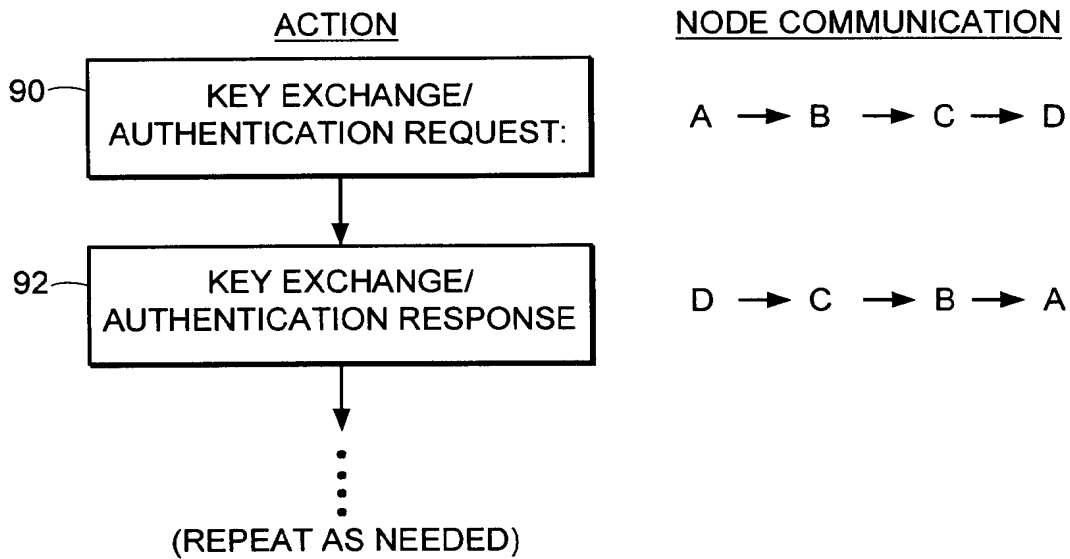 ACTION
NODE COMMUNICATION
90
KEY EXCHANGE/
AUTHENTICATION REQUEST:
A → B → C → D
92
KEY EXCHANGE/
AUTHENTICATION RESPONSE
D → C → B → A
(REPEAT AS NEEDED)